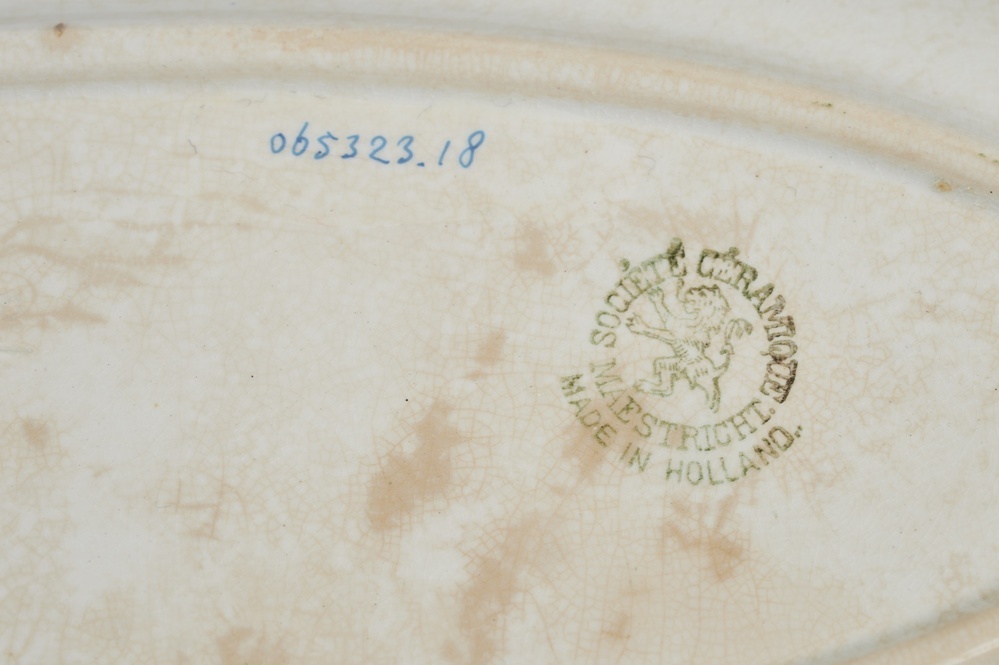 065323.18
SOCIÉTÉ CÉRAMIQUE
MAESTRICHT.
MADE IN HOLLAND.